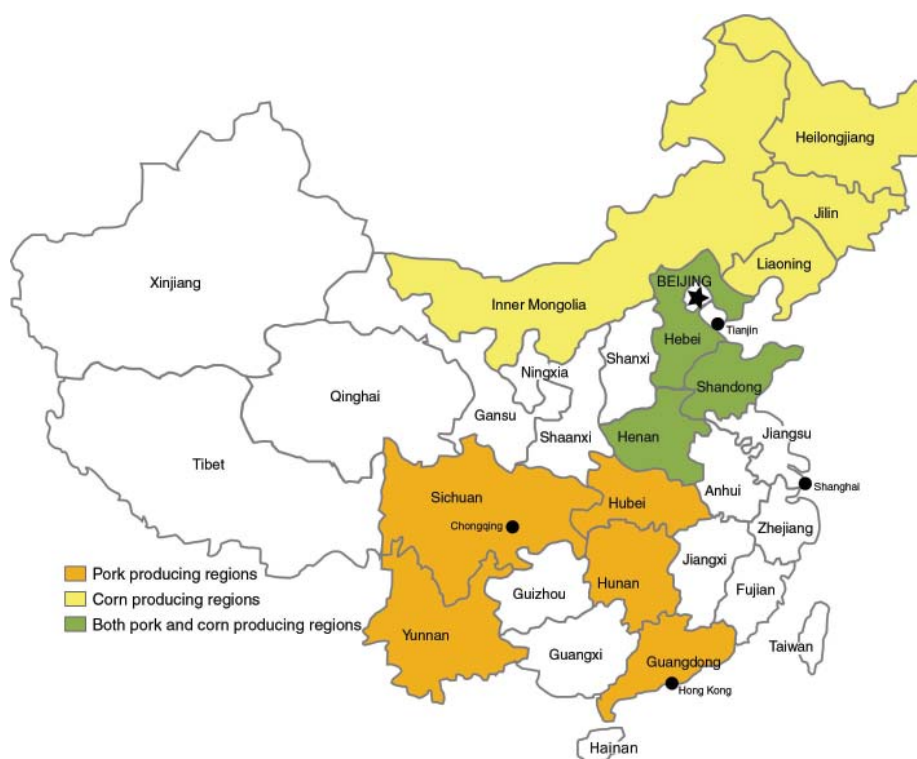 Heilongjiang
Jilin
Liaoning
Xinjiang
Inner Mongolia
BEIJING
Tianjin
Hebei
Shanxi
Ningxia
Shandong
Qinghai
Gansu
Shaanxi
Henan
Jiangsu
Tibet
Sichuan
Anhui
Shanghai
Hubei
Chongqing
Zhejiang
Jiangxi
Pork producing regions
Corn producing regions
Both pork and corn producing regions
Hunan
Guizhou
Fujian
Yunnan
Taiwan
Guangxi
Guangdong
Hong Kong
Hainan